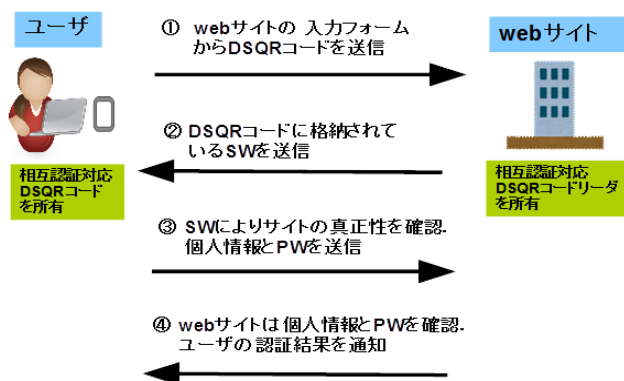 ユーザ
① webサイトの 入力フォーム
からDSQRコードを送信
webサイト
② DSQRコードに格納されて
いるSWを送信
相互認証対応
DSQRコード
を所有
相互認証対応
DSQRコードリーダ
を所有
③ SWによりサイトの真正性を確認.
個人情報とPWを送信
④ webサイトは個人情報とPWを確認.
ユーザの認証結果を通知